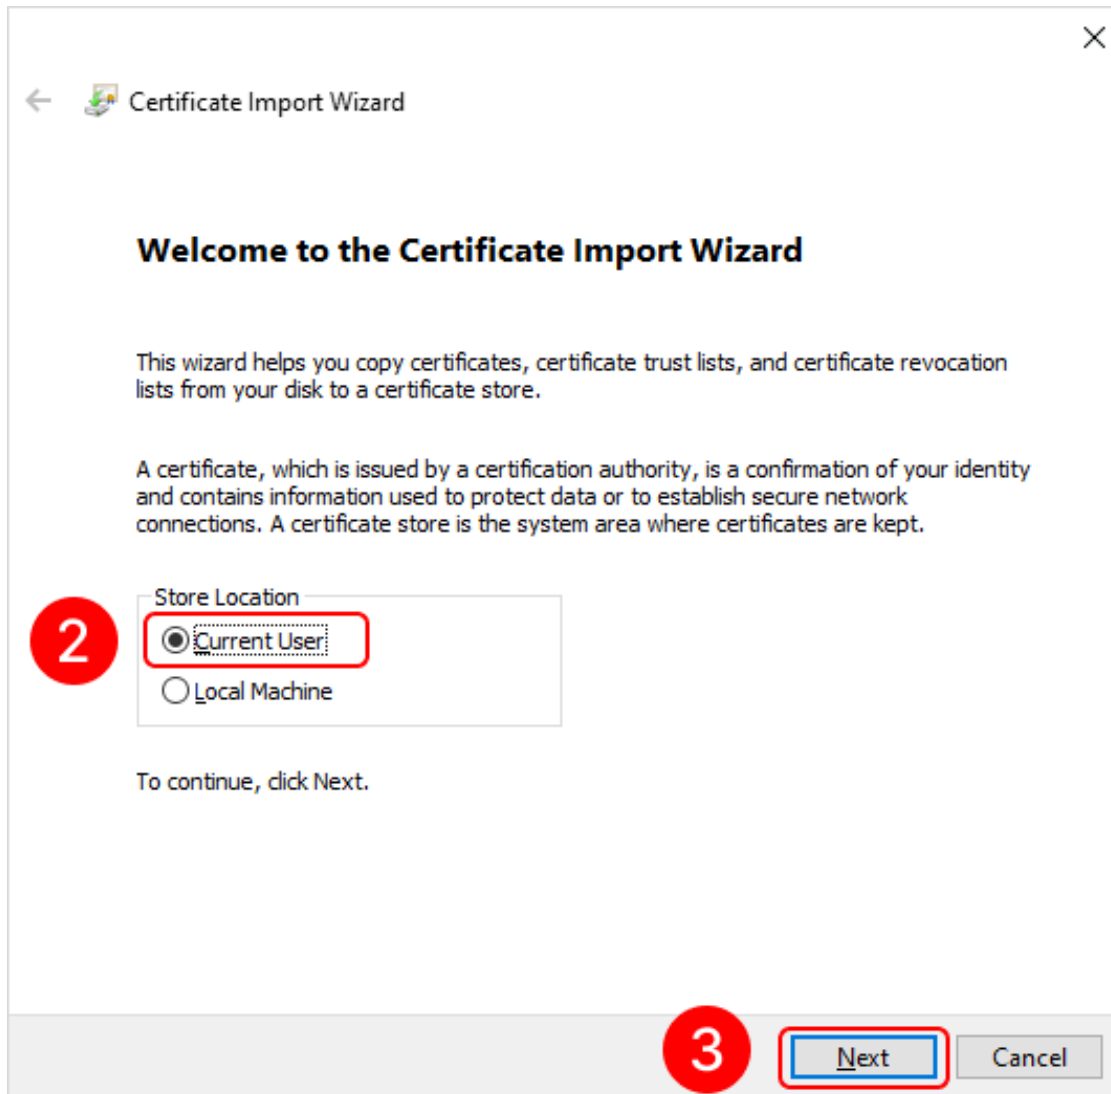 Certificate Import Wizard
Welcome to the Certificate Import Wizard
This wizard helps you copy certificates, certificate trust lists, and certificate revocation
lists from your disk to a certificate store.
A certificate, which is issued by a certification authority, is a confirmation of your identity
and contains information used to protect data or to establish secure network
connections. A certificate store is the system area where certificates are kept.
Store Location
2
Current User
Local Machine
To continue, click Next.
3
Next
Cancel